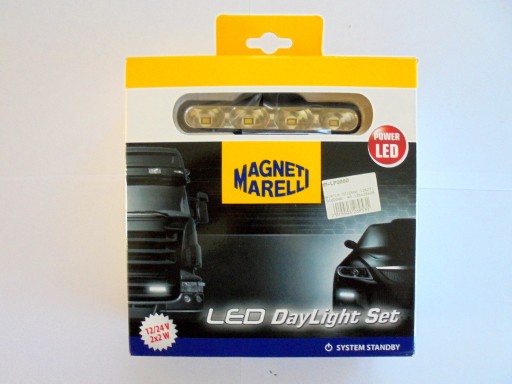 POWER
LED
MAGNETI
MARELLI
LED DayLight Set
12/24 V
2x2 W
SYSTEM STANDBY